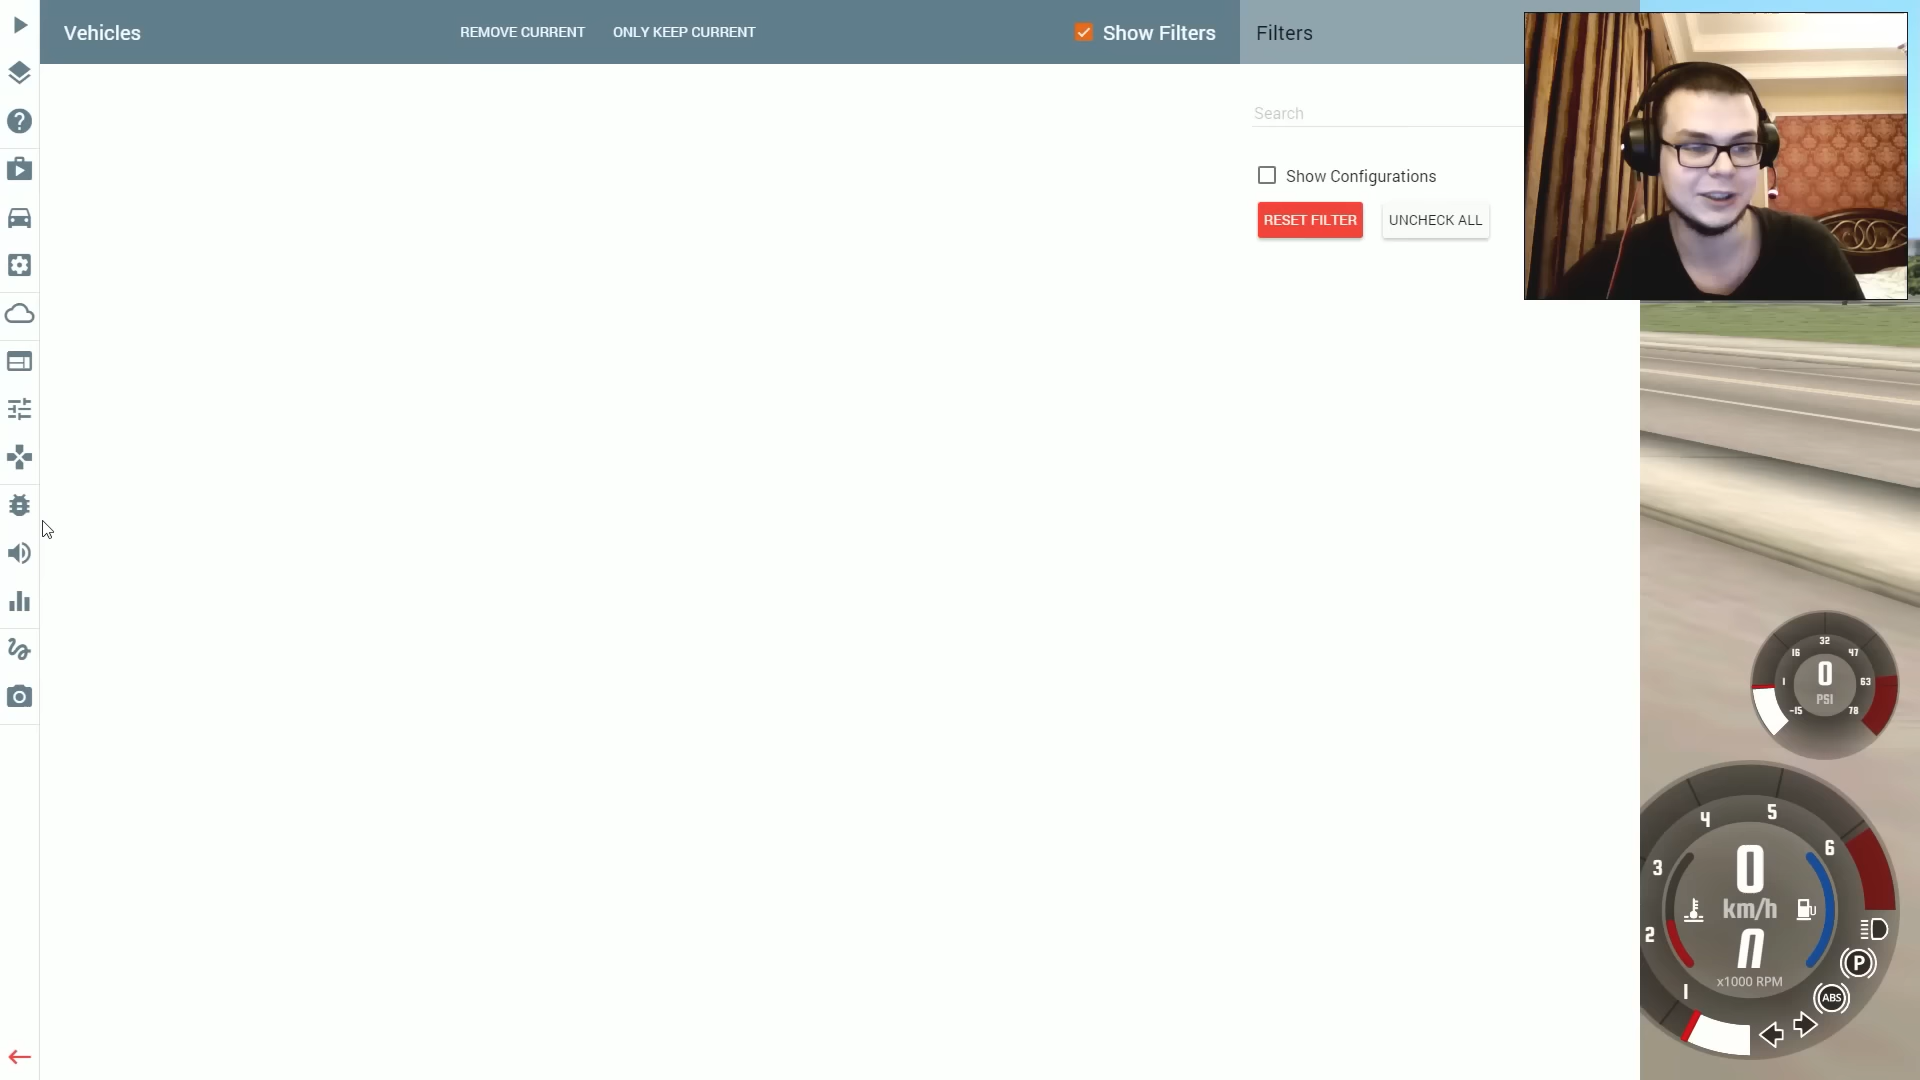 Vehicles
REMOVE CURRENT
ONLY KEEP CURRENT
Show Filters
Filters
Search
Show Configurations
RESET FILTER
UNCHECK ALL
32
16
47
1
0
63
PSI
-15
78
5
4
6
3
0
km/h
2
n
x1000 RPM
1
P
ABS